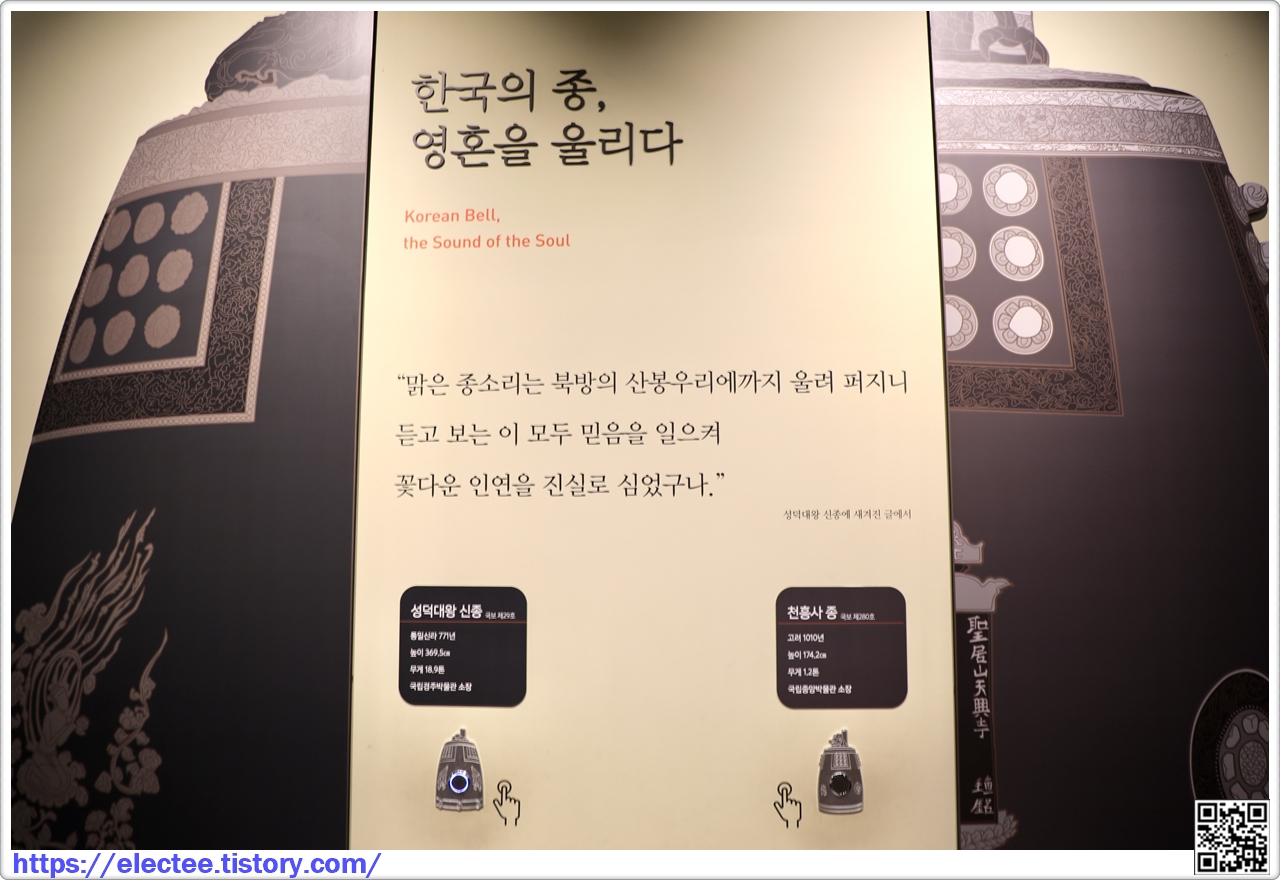 한국의 종,
영혼을 울리다
Korean Bell,
the Sound of the Soul
“맑은 종소리는 북방의 산봉우리에까지 울려 퍼지니
듣고 보는 이 모두 믿음을 일으켜
꽃다운 인연을 진실로 심었구나.”
성덕대왕 신종에 새겨진 글에서
성덕대왕 신종 국보 제29호
통일신라 771년
높이 369.5㎝
무게 18.9톤
국립경주박물관 소장
천흥사 종 국보 제280호
고려 1010년
높이 174.2㎝
무게 1.2톤
국립중앙박물관 소장
聖居山天興寺
鐘銘
https://electee.tistory.com/